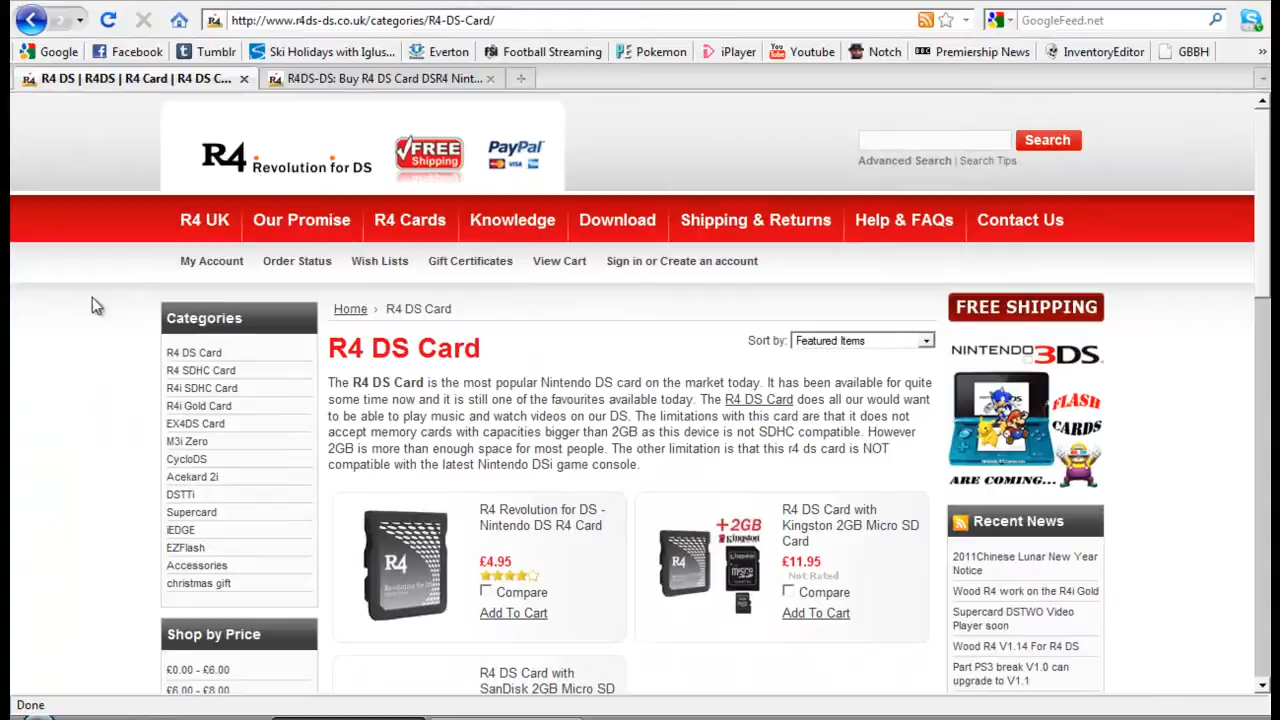 http://www.r4ds-ds.co.uk/categories/R4-DS-Card/
GoogleFeed.net
Google Facebook Tumblr Ski Holidays with Iglus... Everton Football Streaming Pokemon iPlayer Youtube Notch Premiership News InventoryEditor GBBH »
R4 DS | R4DS | R4 Card | R4 DS C... R4DS-DS: Buy R4 DS Card DSR4 Nint...
R4 Revolution for DS
FREE Shipping
PayPal
VISA
Search
Advanced Search | Search Tips
R4 UK Our Promise R4 Cards Knowledge Download Shipping & Returns Help & FAQs Contact Us
My Account Order Status Wish Lists Gift Certificates View Cart Sign in or Create an account
Categories
R4 DS Card
R4 SDHC Card
R4i SDHC Card
R4i Gold Card
EX4DS Card
M3i Zero
CycloDS
Acekard 2i
DSTTi
Supercard
iEDGE
EZFlash
Accessories
christmas gift
Shop by Price
£0.00 - £6.00
£6.00 - £8.00
Home › R4 DS Card
R4 DS Card
Sort by: Featured Items
The R4 DS Card is the most popular Nintendo DS card on the market today. It has been available for quite
some time now and it is still one of the favourites available today. The R4 DS Card does all our would want
to be able to play music and watch videos on our DS. The limitations with this card are that it does not
accept memory cards with capacities bigger than 2GB as this device is not SDHC compatible. However
2GB is more than enough space for most people. The other limitation is that this r4 ds card is NOT
compatible with the latest Nintendo DSi game console.
R4
Revolution for DS
R4 Revolution for DS -
Nintendo DS R4 Card
£4.95
Compare
Add To Cart
R4
+2GB
Kingston
R4 DS Card with
Kingston 2GB Micro SD
Card
£11.95
Not Rated
Compare
Add To Cart
R4 DS Card with
SanDisk 2GB Micro SD
FREE SHIPPING
NINTENDO 3DS
FLASH
CARDS
ARE COMING...
Recent News
2011Chinese Lunar New Year
Notice
Wood R4 work on the R4i Gold
Supercard DSTWO Video
Player soon
Wood R4 V1.14 For R4 DS
Part PS3 break V1.0 can
upgrade to V1.1
Done